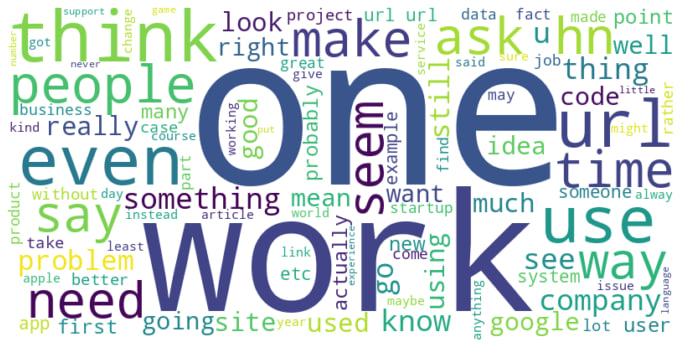 think
one
make
ask
hn
people
look
right
project
url url
u
data
fact
made
point
well
support
change
got
game
number
never
great
give
service
said
sure
job
thing
code
little
may
might
rather
business
kind
many
really
case
course
good
working
put
probably
seem
example
still
find
idea
url
time
even
something
part
mean
want
much
someone
alway
without
day
product
say
instead
article
world
startup
use
work
take
least
problem
apple
better
need
app
first
going
site
link
etc
year
used
actually
experience
maybe
new
come
go
know
using
see
way
system
issue
company
google
anything
lot
user
language